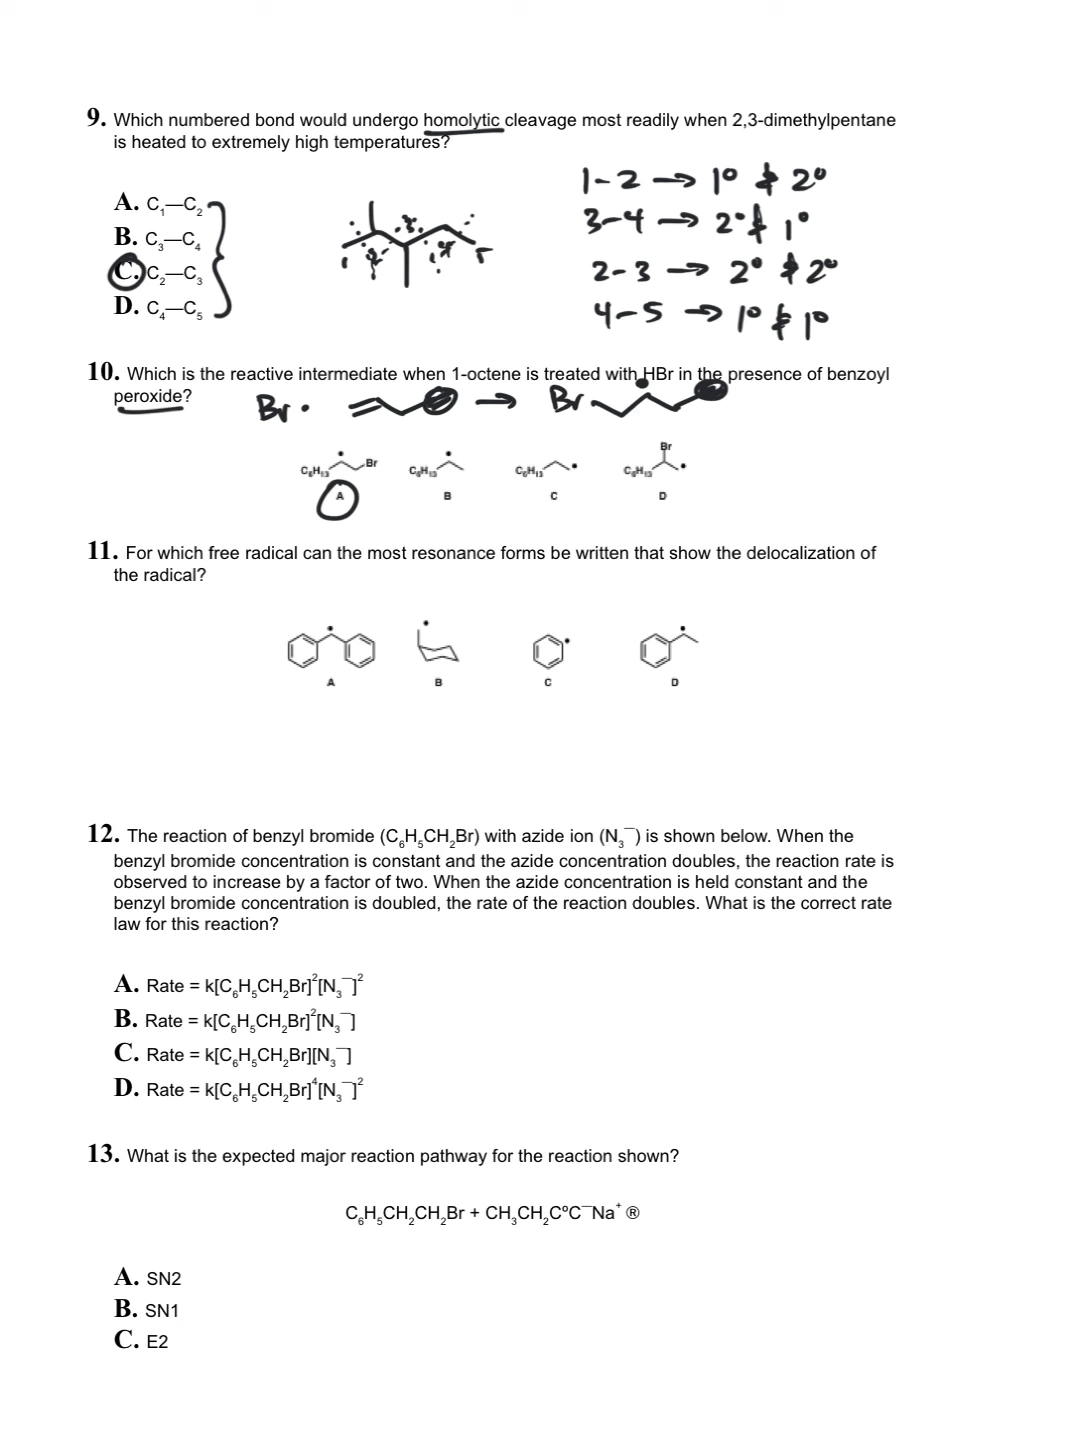 9. Which numbered bond would undergo homolytic cleavage most readily when 2,3-dimethylpentane
is heated to extremely high temperatures?
1-2 → 1° & 2°
A. C₁—C₂
3-4 → 2° & 1°
B. C₃—C₄
C. C₂—C₃
2-3 → 2° & 2°
D. C₄—C₅
4-5 → 1° & 1°
1 2 3 4 5
10. Which is the reactive intermediate when 1-octene is treated with HBr in the presence of benzoyl
peroxide?
Br• → Br
C₆H₁₃ Br C₆H₁₃ C₆H₁₃ C₆H₁₃ Br
A B C D
11. For which free radical can the most resonance forms be written that show the delocalization of
the radical?
A B C D
12. The reaction of benzyl bromide (C₆H₅CH₂Br) with azide ion (N₃⁻) is shown below. When the
benzyl bromide concentration is constant and the azide concentration doubles, the reaction rate is
observed to increase by a factor of two. When the azide concentration is held constant and the
benzyl bromide concentration is doubled, the rate of the reaction doubles. What is the correct rate
law for this reaction?
A. Rate = k[C₆H₅CH₂Br]²[N₃⁻]²
B. Rate = k[C₆H₅CH₂Br]²[N₃⁻]
C. Rate = k[C₆H₅CH₂Br][N₃⁻]
D. Rate = k[C₆H₅CH₂Br]⁴[N₃⁻]²
13. What is the expected major reaction pathway for the reaction shown?
C₆H₅CH₂CH₂Br + CH₃CH₂CºC⁻Na⁺ ®
A. SN2
B. SN1
C. E2